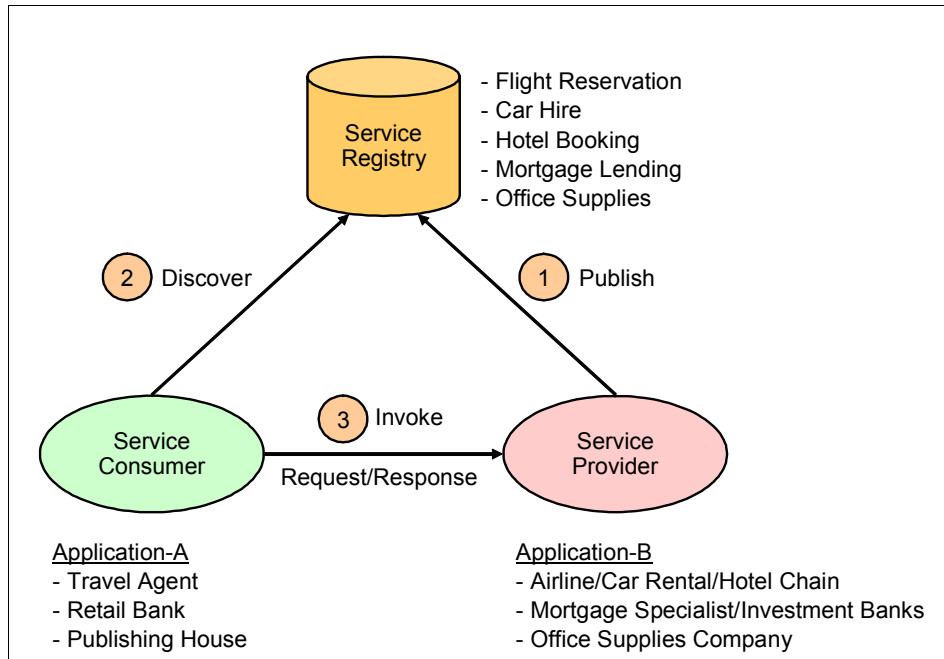 Service
Registry
- Flight Reservation
- Car Hire
- Hotel Booking
- Mortgage Lending
- Office Supplies
2 Discover
1 Publish
3 Invoke
Service
Consumer
Request/Response
Service
Provider
Application-A
- Travel Agent
- Retail Bank
- Publishing House
Application-B
- Airline/Car Rental/Hotel Chain
- Mortgage Specialist/Investment Banks
- Office Supplies Company